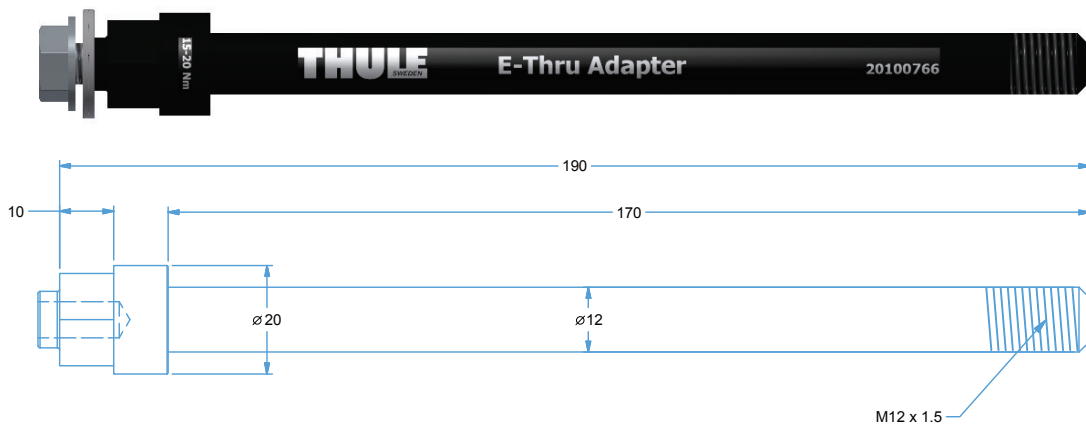 15-20 Nm
THULE
SWEDEN
E-Thru Adapter
20100766
190
10
170
⌀20
⌀12
M12 x 1.5